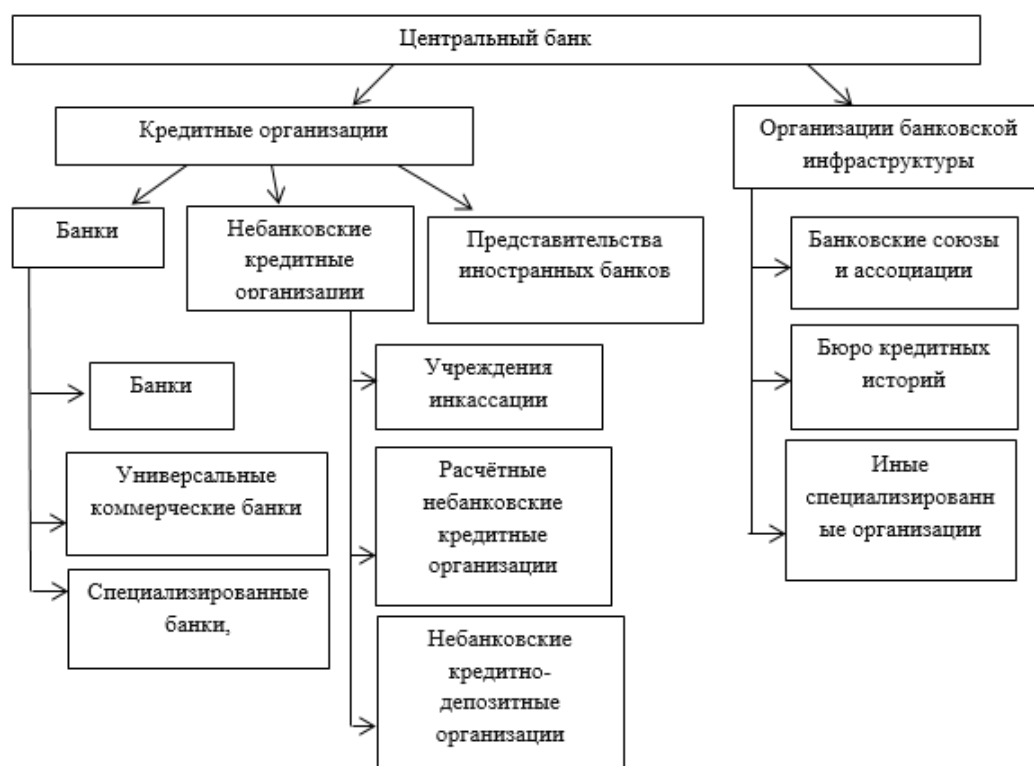 Центральный банк
Кредитные организации
Организации банковской
инфраструктуры
Банки
Небанковские
кредитные
организации
Представительства
иностранных банков
Банковские союзы
и ассоциации
Банки
Учреждения
инкассации
Бюро кредитных
историй
Универсальные
коммерческие банки
Расчётные
небанковские
кредитные
организации
Иные
специализированн
ые организации
Специализированные
банки,
Небанковские
кредитно-
депозитные
организации